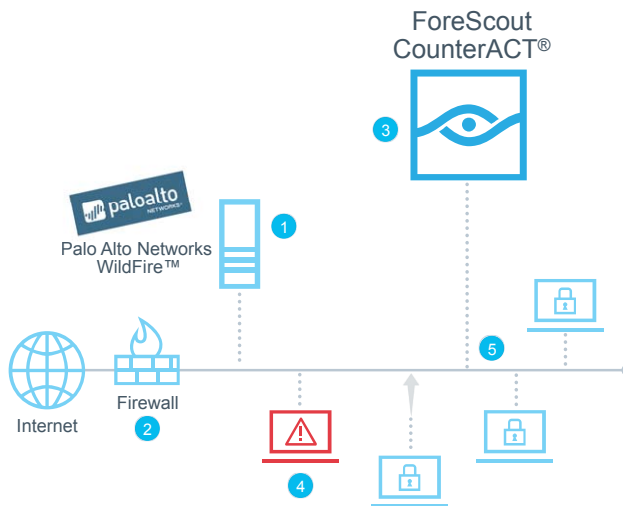 ForeScout
CounterACT®
3
paloalto
NETWORKS®
1
Palo Alto Networks
WildFire™
5
Firewall
Internet
2
4